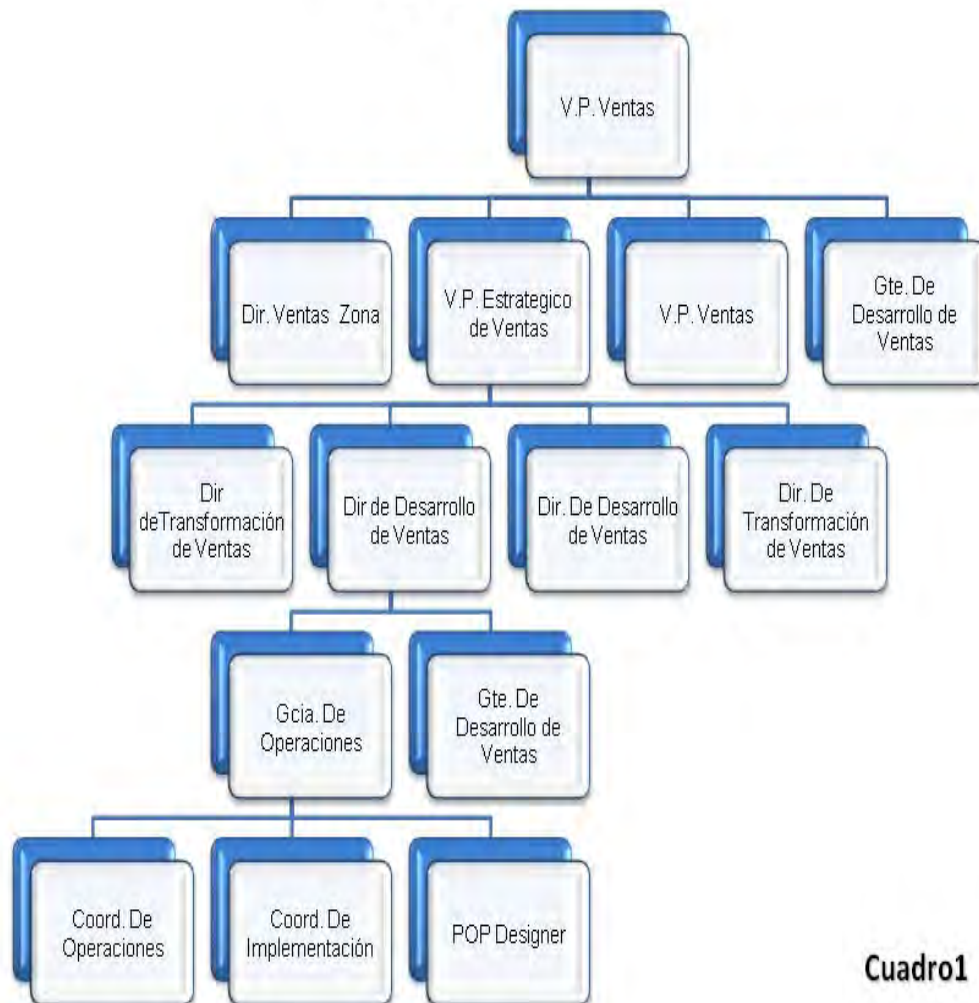 V.P. Ventas
Dir. Ventas Zona
V.P. Estrategico
de Ventas
V.P. Ventas
Gte. De
Desarrollo de
Ventas
Dir
deTransformación
de Ventas
Dir de Desarrollo
de Ventas
Dir. De Desarrollo
de Ventas
Dir. De
Transformación
de Ventas
Gcia. De
Operaciones
Gte. De
Desarrollo de
Ventas
Coord. De
Operaciones
Coord. De
Implementación
POP Designer
Cuadro1